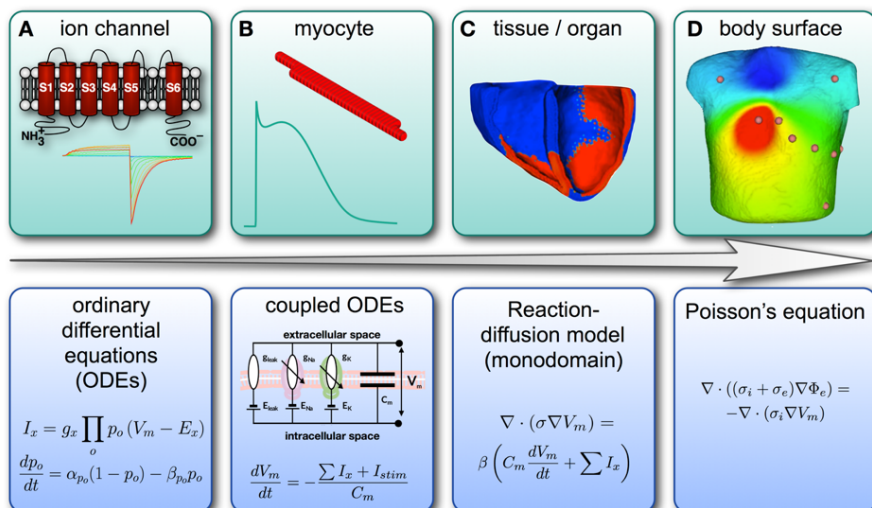 A ion channel
S1 S2 S3 S4 S5 S6
NH₃⁺
COO⁻
B myocyte
C tissue / organ
D body surface
ordinary
differential
equations
(ODEs)
I_x = g_x ∏_o p_o (V_m − E_x)
dp_o/dt = α_{p_o}(1 − p_o) − β_{p_o} p_o
coupled ODEs
extracellular space
g_leak g_Na g_K
V_m
C_m
E_leak E_Na E_K
intracellular space
dV_m/dt = − (∑ I_x + I_stim)/C_m
Reaction-
diffusion model
(monodomain)
∇ · (σ∇V_m) =
β (C_m dV_m/dt + ∑ I_x)
Poisson's equation
∇ · ((σ_i + σ_e)∇Φ_e) =
−∇ · (σ_i∇V_m)